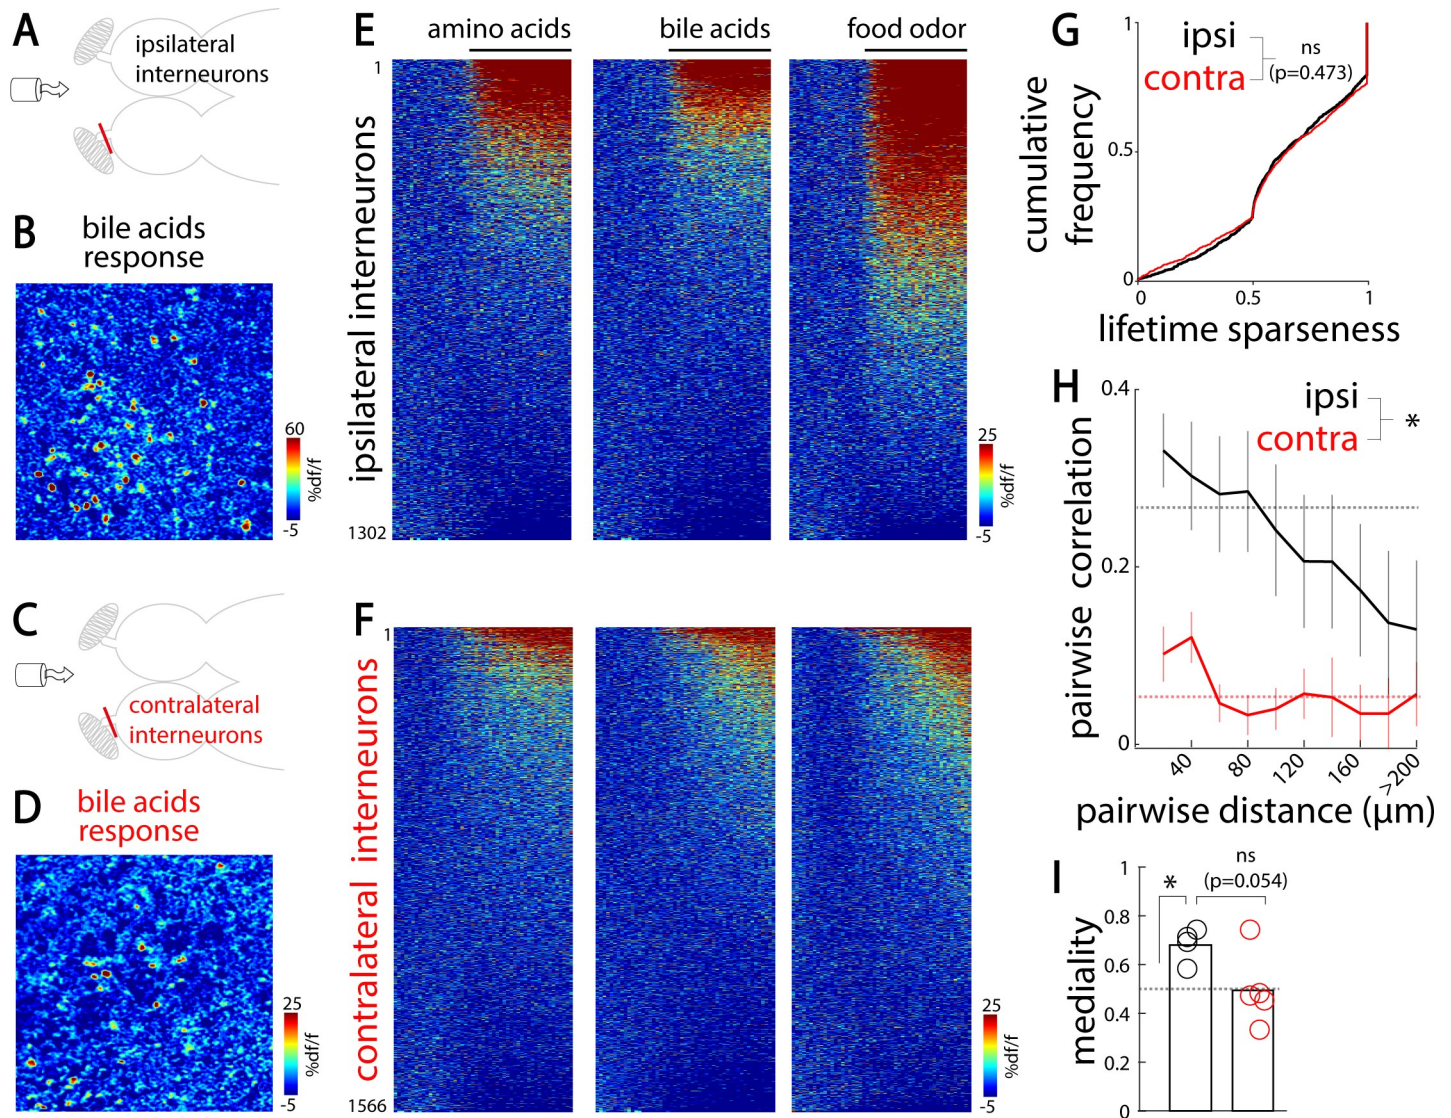 A
ipsilateral
interneurons
B
bile acids
response
60
%df/f
-5
C
contralateral
interneurons
D
bile acids
response
25
%df/f
-5
E
amino acids
bile acids
food odor
1
ipsilateral interneurons
1302
25
%df/f
-5
F
1
contralateral interneurons
1566
25
%df/f
-5
G
1
ipsi
contra
ns
(p=0.473)
cumulative
frequency
0.5
0
0
0.5
1
lifetime sparseness
H
0.4
ipsi
contra
*
pairwise correlation
0.2
0
40
80
120
160
>200
pairwise distance (μm)
I
ns
(p=0.054)
*
mediality
1
0.8
0.6
0.4
0.2
0